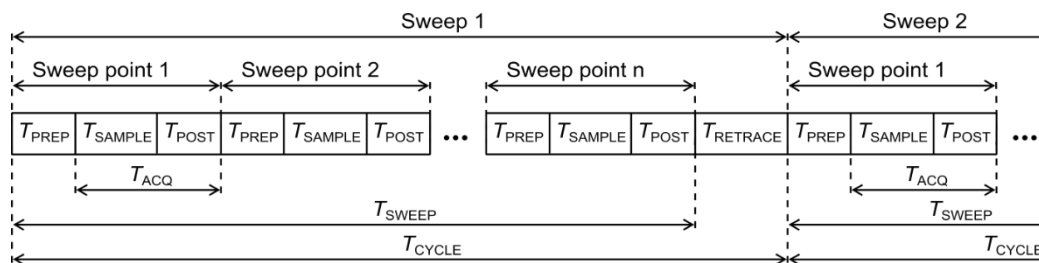 Sweep 1 Sweep 2
Sweep point 1 Sweep point 2 Sweep point n Sweep point 1
TPREP TSAMPLE TPOST TPREP TSAMPLE TPOST ••• TPREP TSAMPLE TPOST TRETRACE TPREP TSAMPLE TPOST •••
TACQ TACQ
TSWEEP TSWEEP
TCYCLE TCYCLE